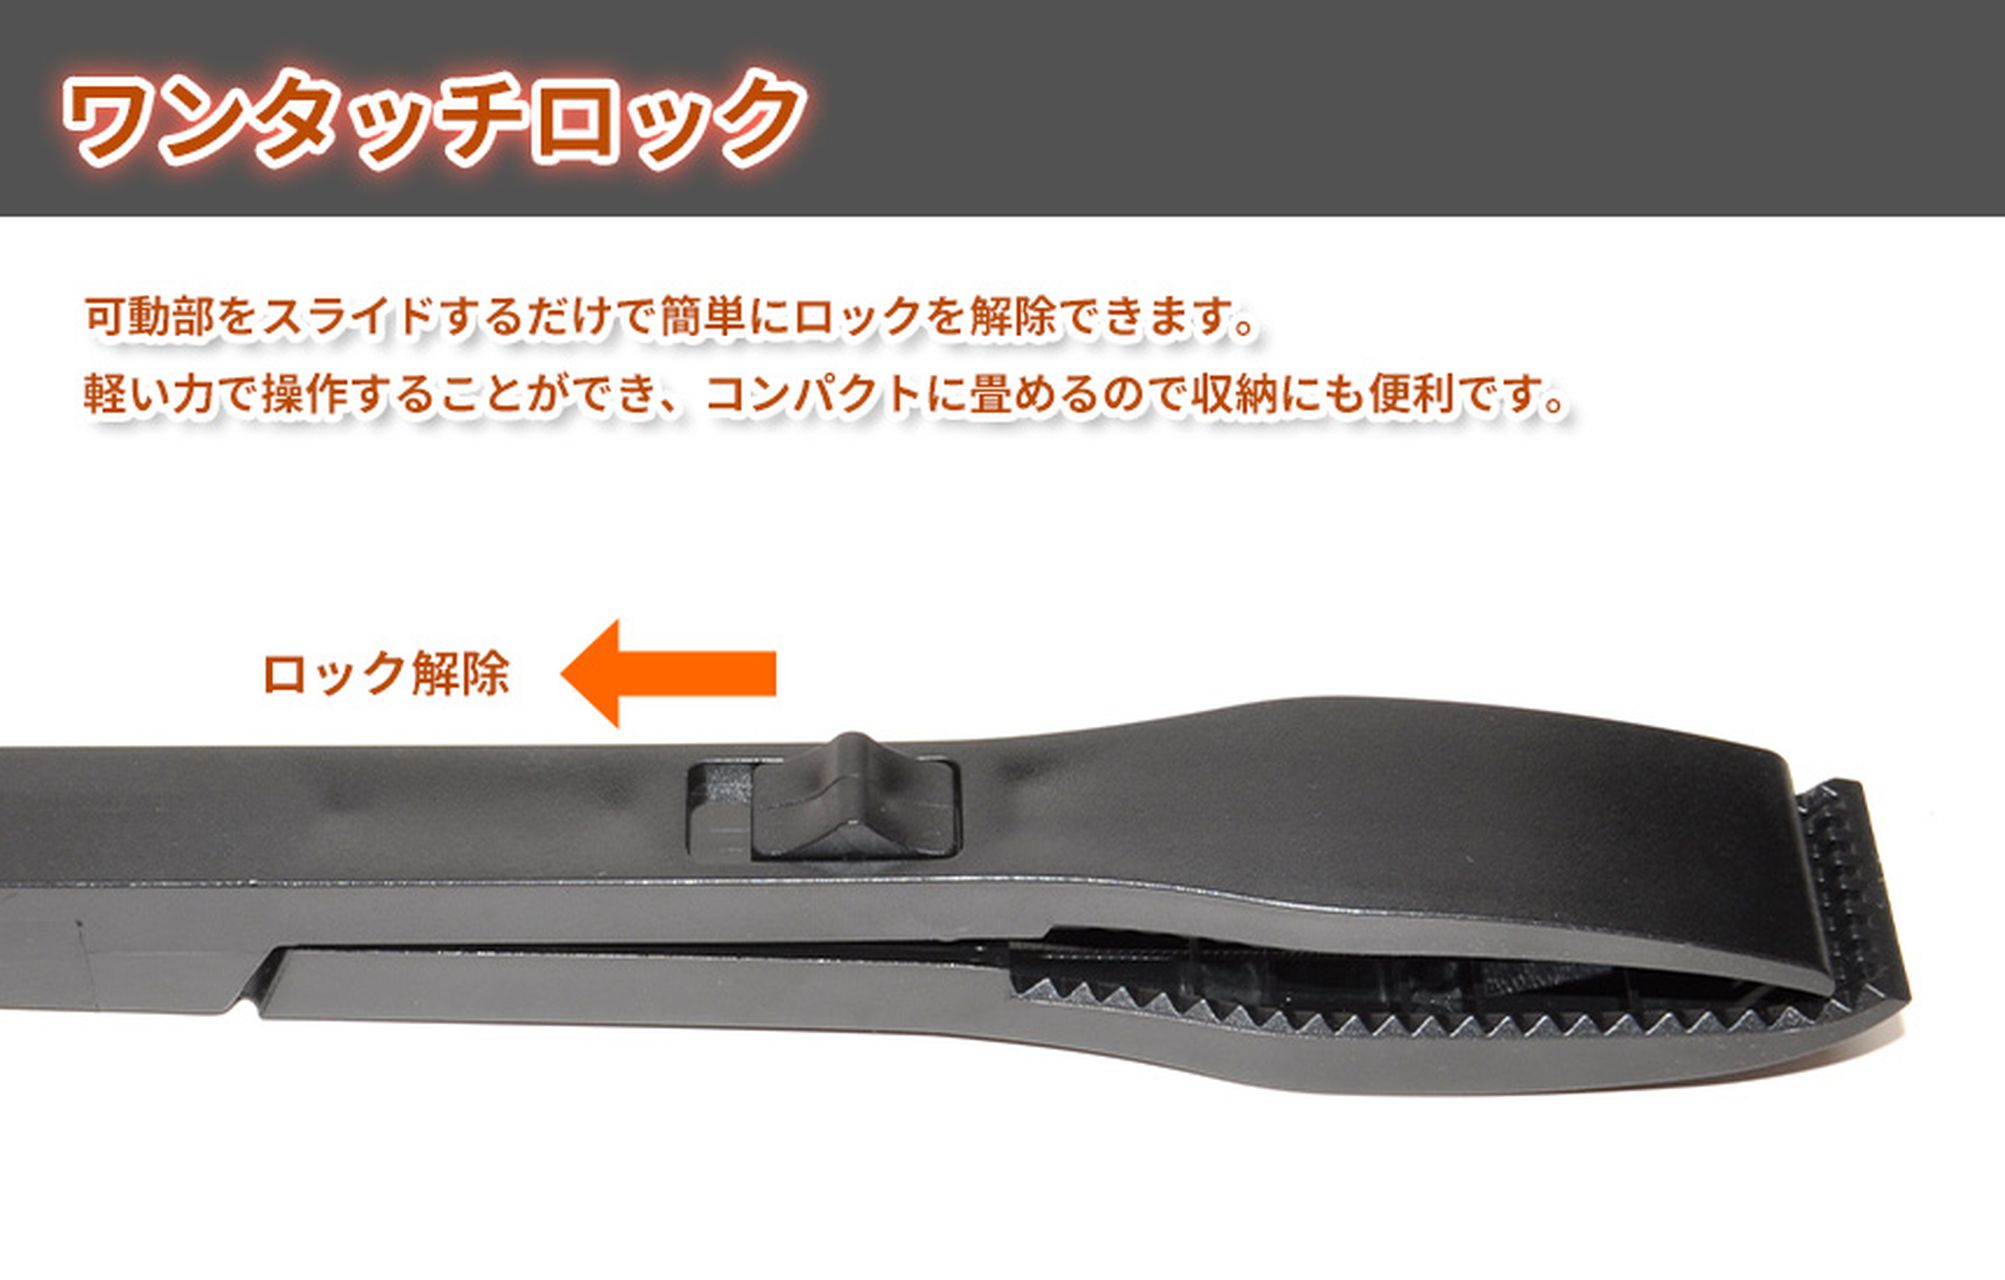 ワンタッチロック
可動部をスライドするだけで簡単にロックを解除できます。
軽い力で操作することができ、コンパクトに畳めるので収納にも便利です。
ロック解除